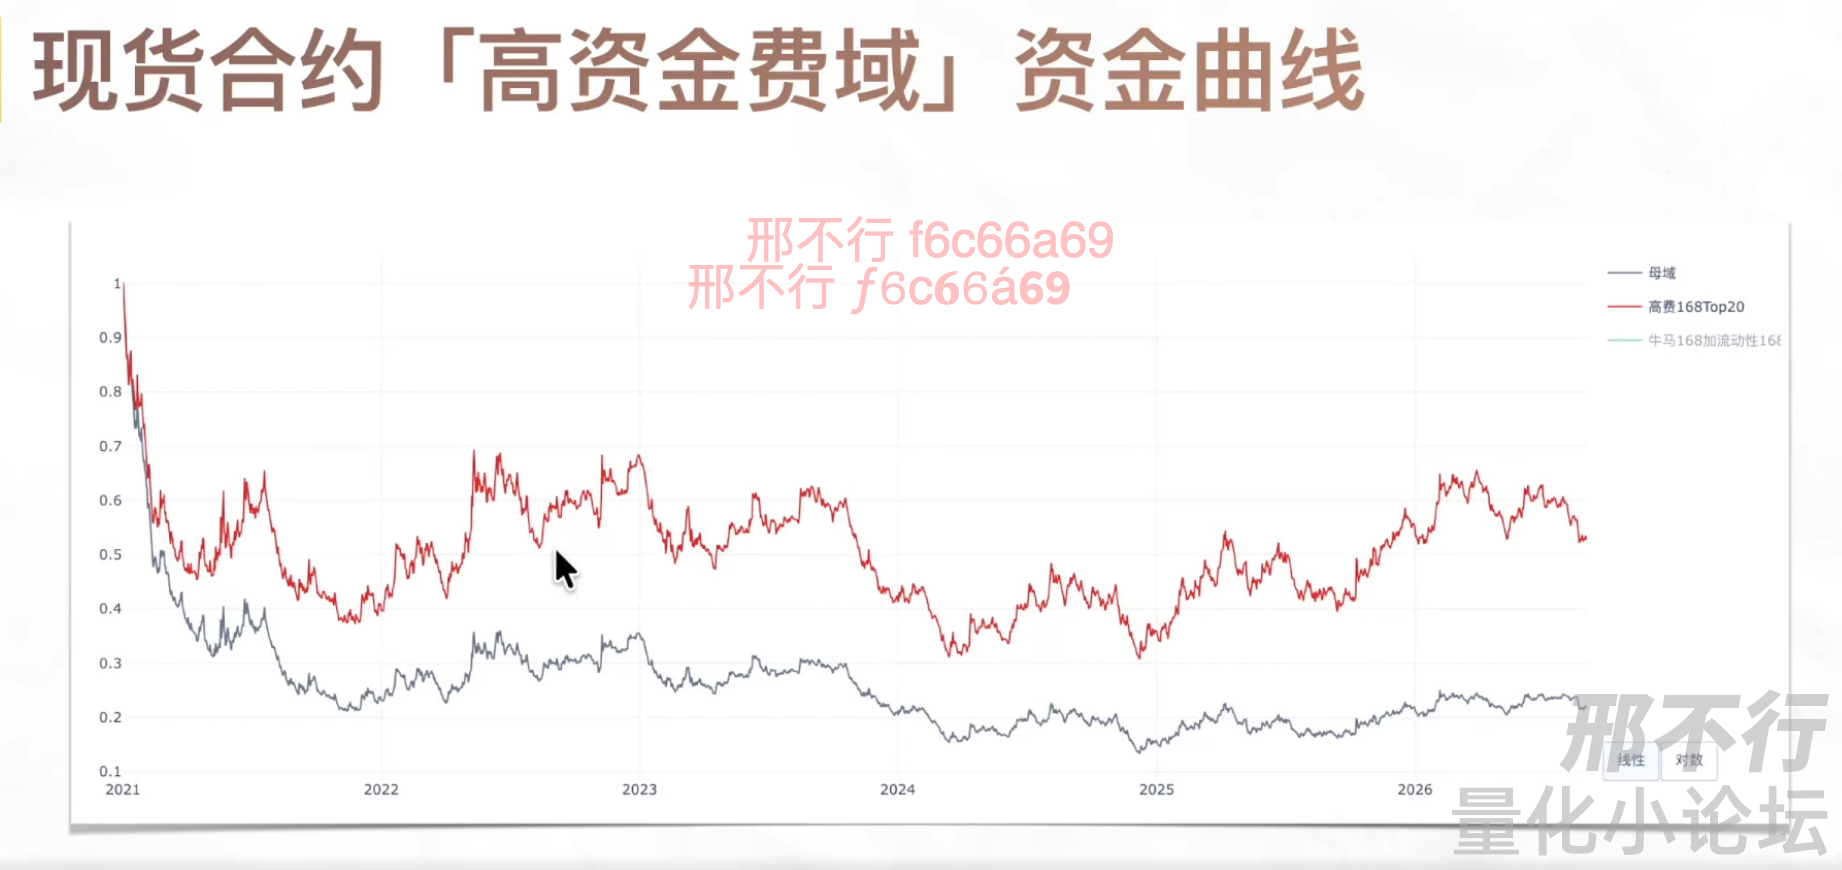 现货合约「高资金费域」资金曲线
邢不行 f6c66a69
邢不行 ƒ6c66á69
母域
高费168Top20
牛马168加流动性168
1
0.9
0.8
0.7
0.6
0.5
0.4
0.3
0.2
0.1
2021 2022 2023 2024 2025 2026
线性 对数
邢不行
量化小论坛